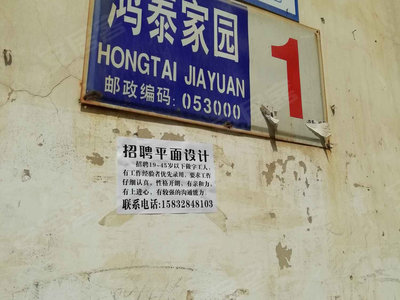 鸿泰家园
HONGTAI JIAYUAN
邮政编码:053000
1
招聘平面设计
招聘19-45岁以下做字工人,
有工作经验者优先录用,要求工作
仔细认真,性格开朗、有亲和力,
有上进心、有较强的沟通能力。
联系电话:15832848103